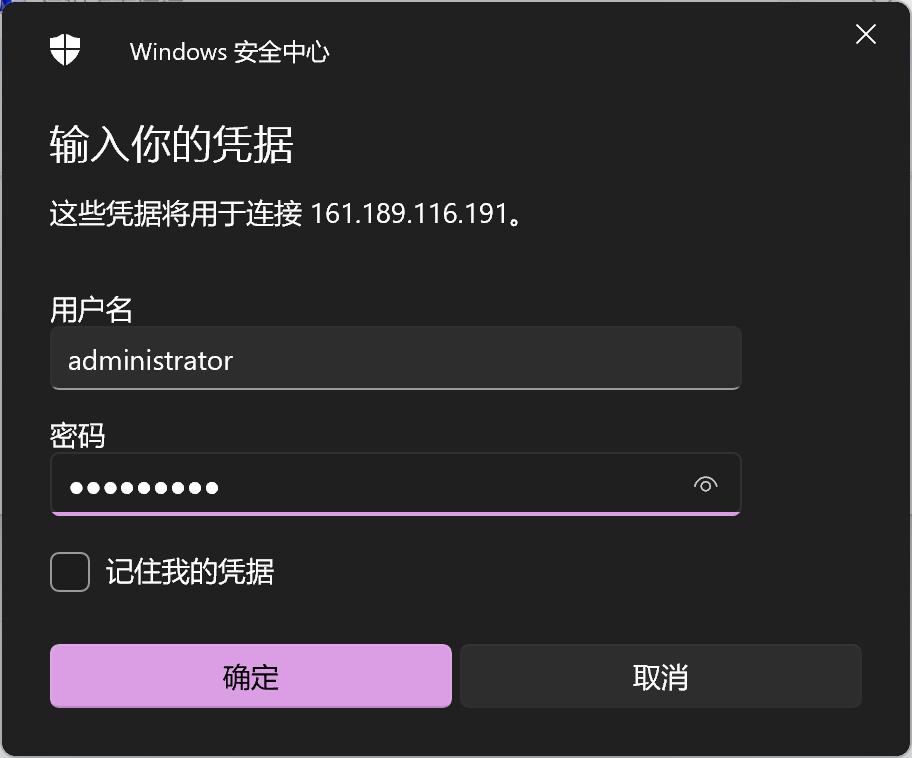 Windows 安全中心
输入你的凭据
这些凭据将用于连接 161.189.116.191。
用户名
administrator
密码
●●●●●●●●●
记住我的凭据
确定
取消